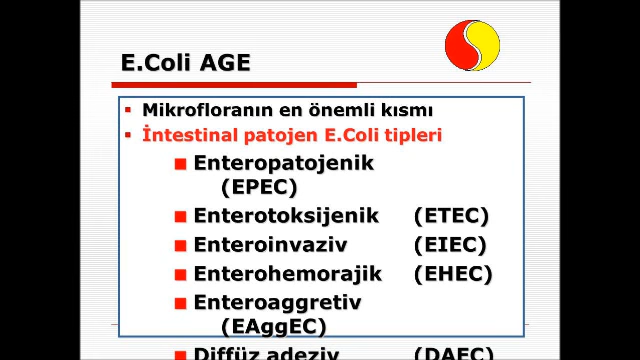 E.Coli AGE
Mikrofloranın en önemli kısmı
İntestinal patojen E.Coli tipleri
Enteropatojenik
(EPEC)
Enterotoksijenik (ETEC)
Enteroinvaziv (EIEC)
Enterohemorajik (EHEC)
Enteroaggretiv
(EAggEC)
Diffüz adeziv (DAEC)